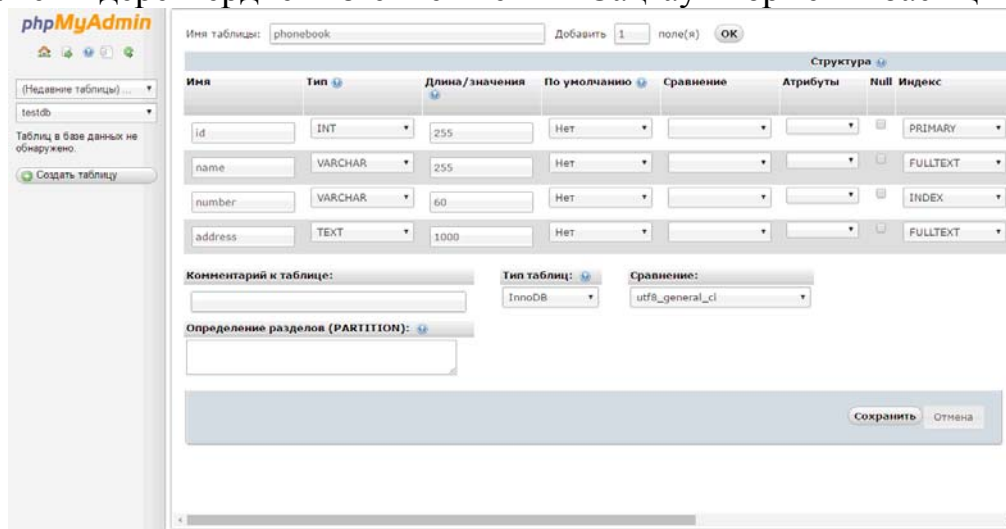 phpMyAdmin
(Недавние таблицы) ...
testdb
Таблиц в базе данных не
обнаружено.
Создать таблицу
Имя таблицы: phonebook Добавить 1 поле(я) OK
Структура
Имя Тип Длина/значения По умолчанию Сравнение Атрибуты Null Индекс
id INT 255 Нет PRIMARY
name VARCHAR 255 Нет FULLTEXT
number VARCHAR 60 Нет INDEX
address TEXT 1000 Нет FULLTEXT
Комментарий к таблице: Тип таблиц: Сравнение:
InnoDB utf8_general_ci
Определение разделов (PARTITION):
Сохранить Отмена